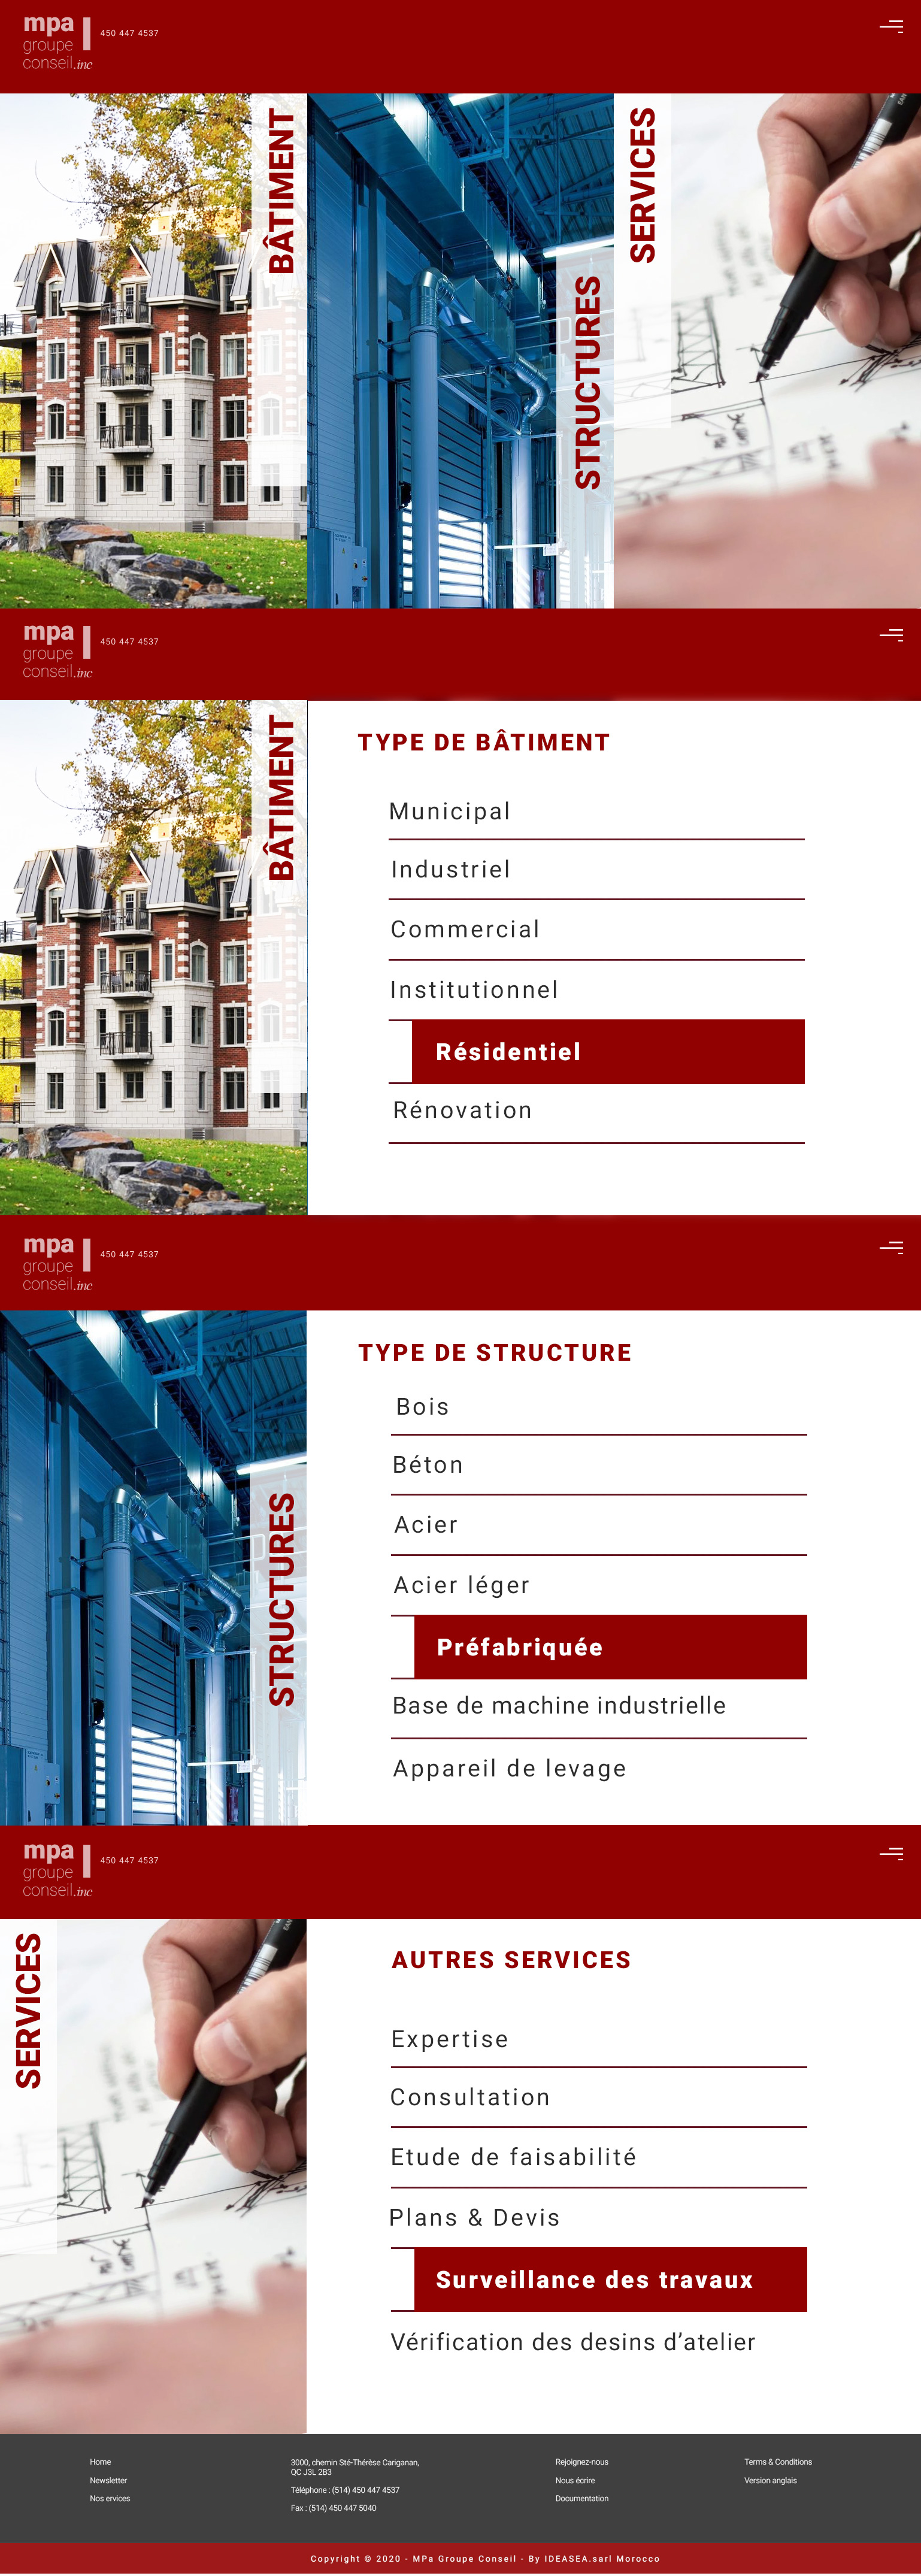 mpa
groupe
conseil.inc
450 447 4537
BÂTIMENT
STRUCTURES
SERVICES
mpa
groupe
conseil.inc
450 447 4537
BÂTIMENT
TYPE DE BÂTIMENT
Municipal
Industriel
Commercial
Institutionnel
Résidentiel
Rénovation
mpa
groupe
conseil.inc
450 447 4537
STRUCTURES
TYPE DE STRUCTURE
Bois
Béton
Acier
Acier léger
Préfabriquée
Base de machine industrielle
Appareil de levage
mpa
groupe
conseil.inc
450 447 4537
SERVICES
AUTRES SERVICES
Expertise
Consultation
Etude de faisabilité
Plans & Devis
Surveillance des travaux
Vérification des desins d’atelier
Home
Newsletter
Nos ervices
3000, chemin Sté-Thérèse Cariganan,
QC J3L 2B3
Téléphone : (514) 450 447 4537
Fax : (514) 450 447 5040
Rejoignez-nous
Nous écrire
Documentation
Terms & Conditions
Version anglais
Copyright © 2020 - MPa Groupe Conseil - By IDEASEA.sarl Morocco